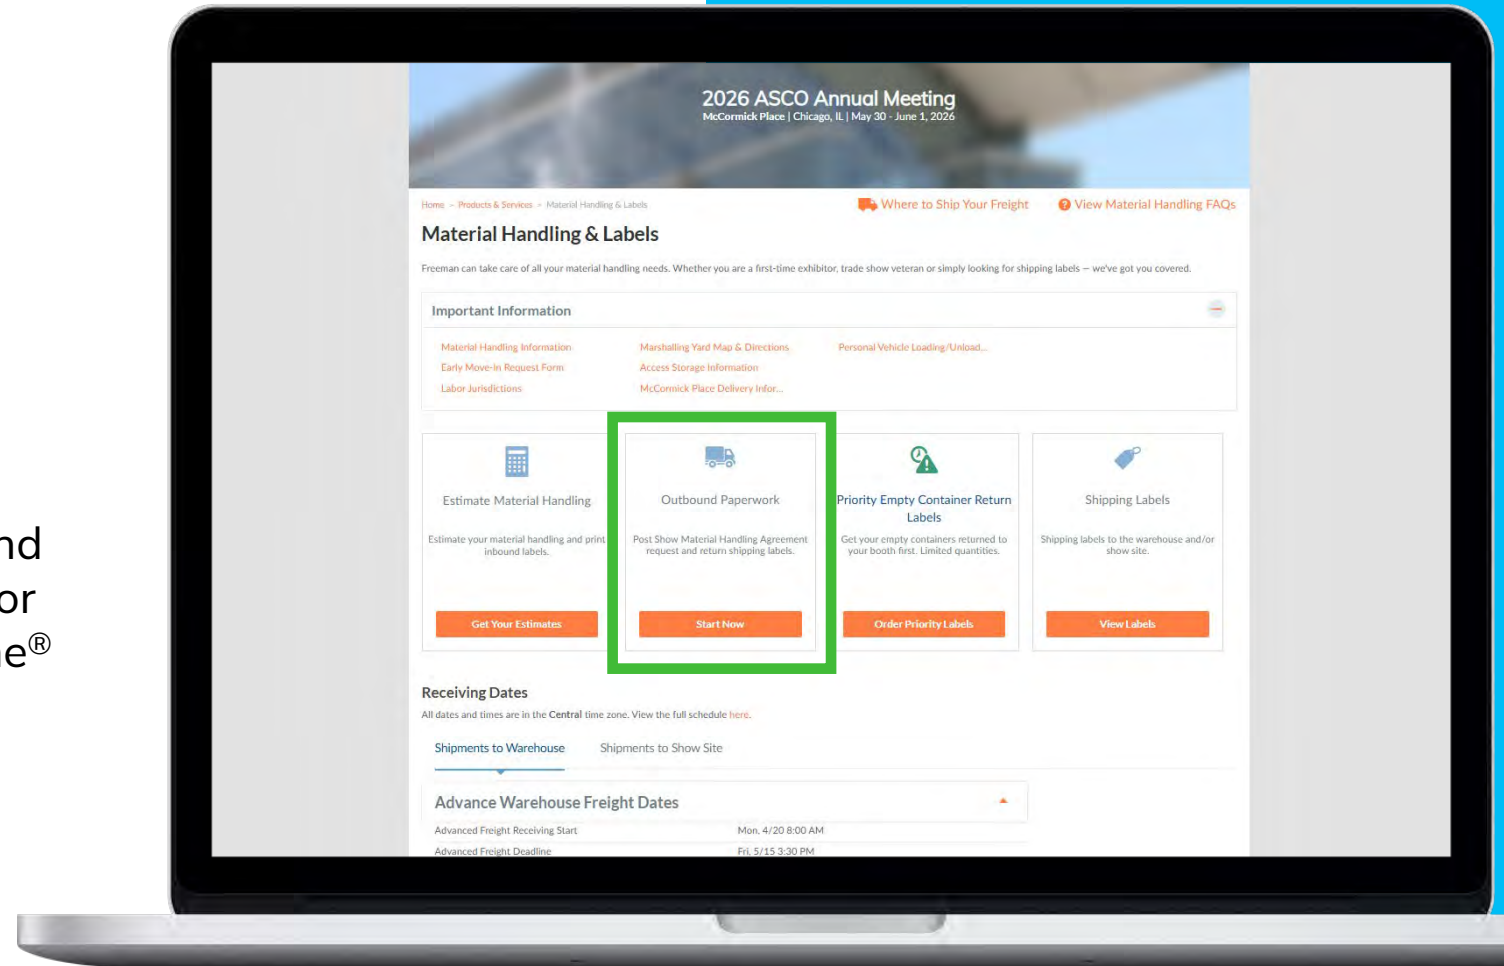 2026 ASCO Annual Meeting
McCormick Place | Chicago, IL | May 30 - June 1, 2026
Home - Products & Services - Material Handling & Labels
Where to Ship Your Freight
View Material Handling FAQs
Material Handling & Labels
Freeman can take care of all your material handling needs. Whether you are a first-time exhibitor, trade show veteran or simply looking for shipping labels — we've got you covered.
Important Information
Material Handling Information
Marshalling Yard Map & Directions
Personal Vehicle Loading/Unload...
Early Move-In Request Form
Access Storage Information
Labor Jurisdictions
McCormick Place Delivery Infor...
Estimate Material Handling
Estimate your material handling and print
inbound labels.
Get Your Estimates
Outbound Paperwork
Post Show Material Handling Agreement
request and return shipping labels.
Start Now
Priority Empty Container Return
Labels
Get your empty containers returned to
your booth first. Limited quantities.
Order Priority Labels
Shipping Labels
Shipping labels to the warehouse and/or
show site.
View Labels
nd
or
ne®
Receiving Dates
All dates and times are in the Central time zone. View the full schedule here.
Shipments to Warehouse
Shipments to Show Site
Advance Warehouse Freight Dates
Advanced Freight Receiving Start
Mon, 4/20 8:00 AM
Advanced Freight Deadline
Fri, 5/15 3:30 PM